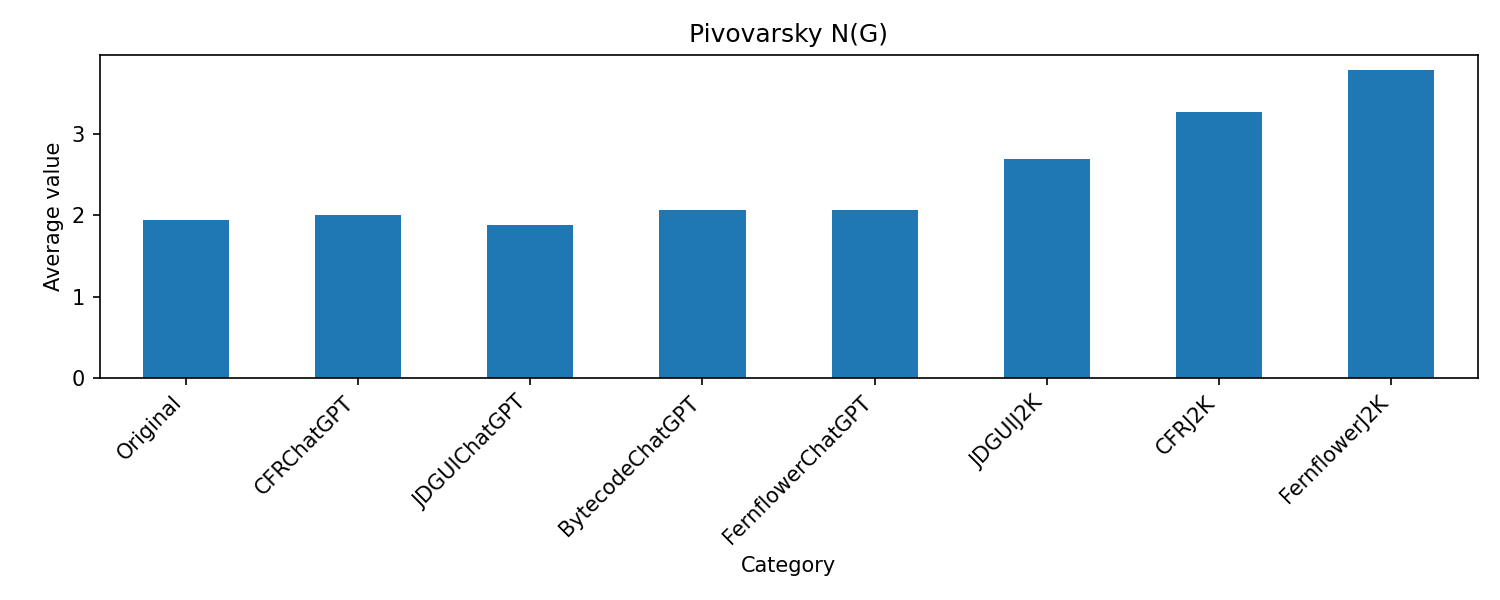 Pivovarsky N(G)
Average value
3
2
1
0
Original
CFRChatGPT
JDGUIChatGPT
BytecodeChatGPT
FernflowerChatGPT
JDGUIJ2K
CFRJ2K
FernflowerJ2K
Category